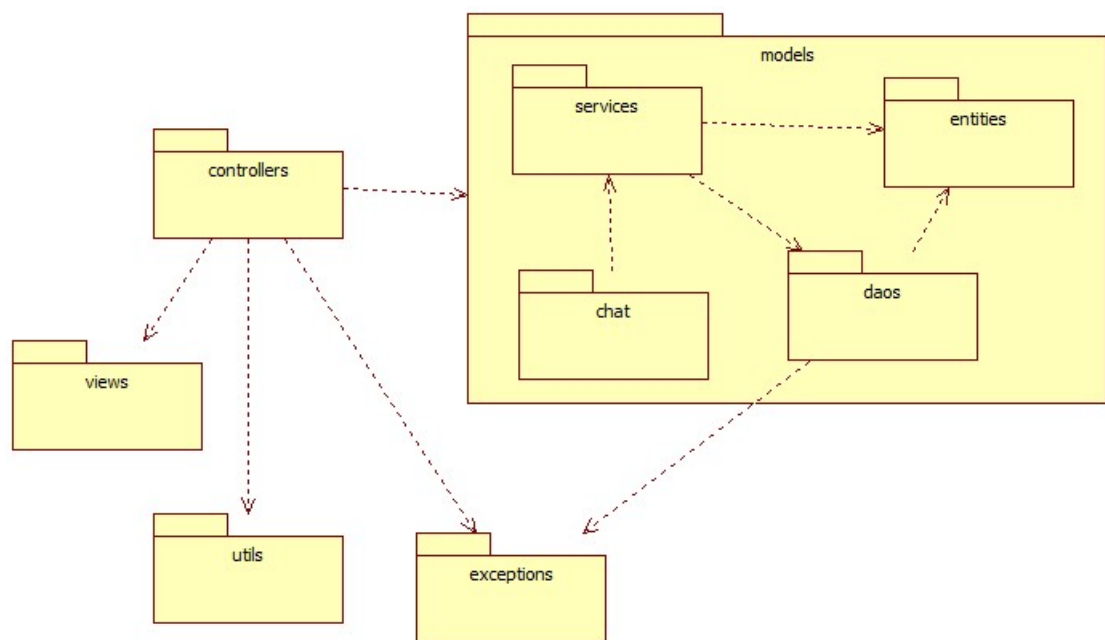 models
services
entities
controllers
chat
daos
views
utils
exceptions